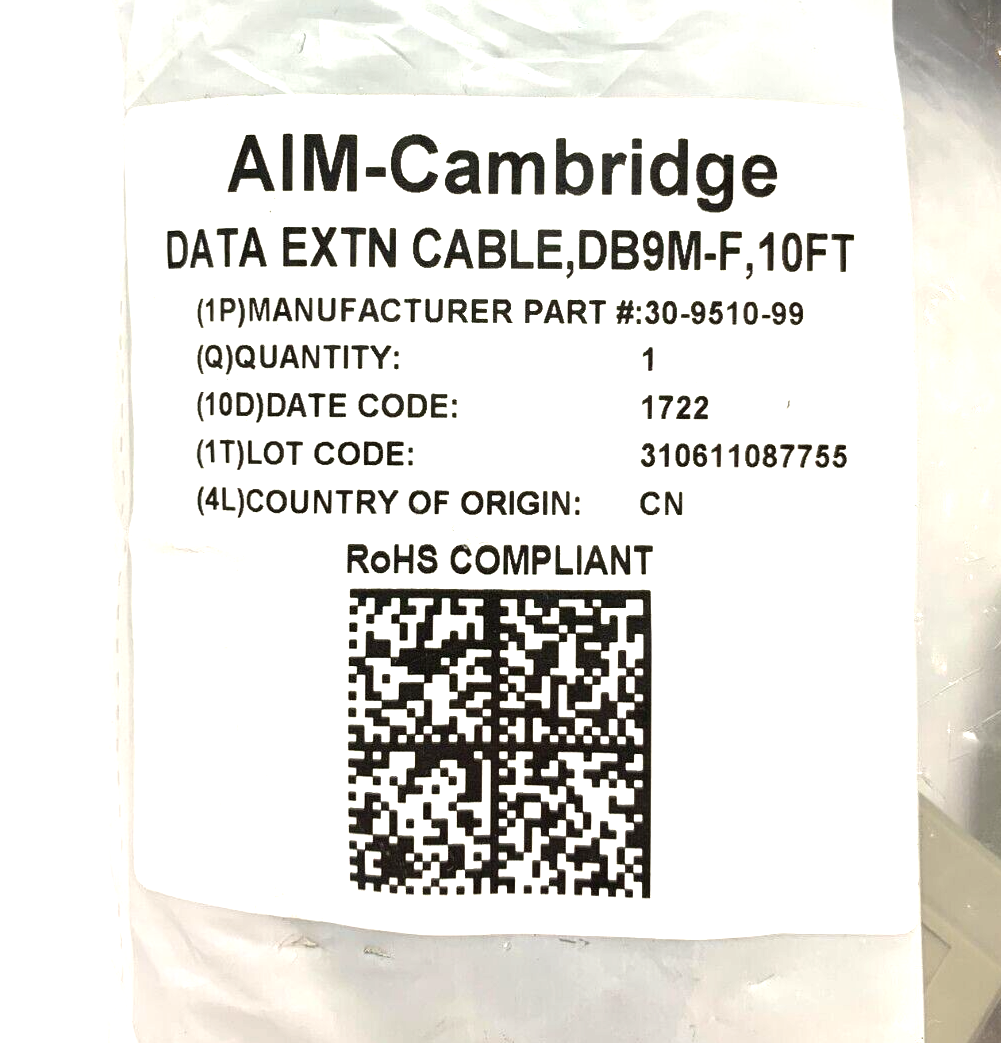 AIM-Cambridge
DATA EXTN CABLE,DB9M-F,10FT
(1P)MANUFACTURER PART #:30-9510-99
(Q)QUANTITY: 1
(10D)DATE CODE: 1722
(1T)LOT CODE: 310611087755
(4L)COUNTRY OF ORIGIN: CN
RoHS COMPLIANT